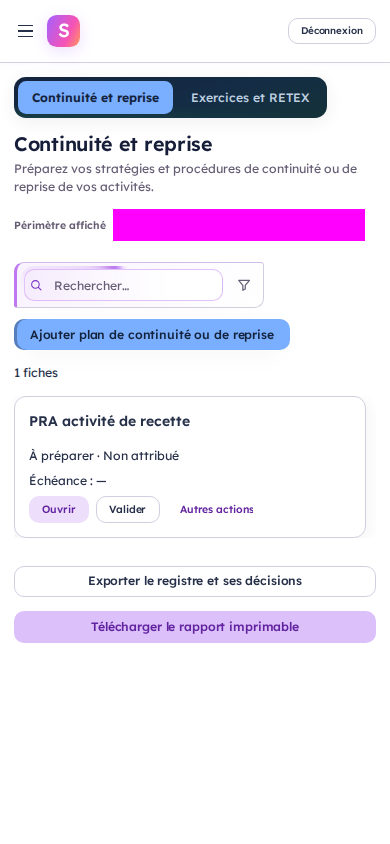 S
Déconnexion
Continuité et reprise
Exercices et RETEX
Continuité et reprise
Préparez vos stratégies et procédures de continuité ou de
reprise de vos activités.
Périmètre affiché
Rechercher…
Ajouter plan de continuité ou de reprise
1 fiches
PRA activité de recette
À préparer · Non attribué
Échéance : —
Ouvrir
Valider
Autres actions
Exporter le registre et ses décisions
Télécharger le rapport imprimable